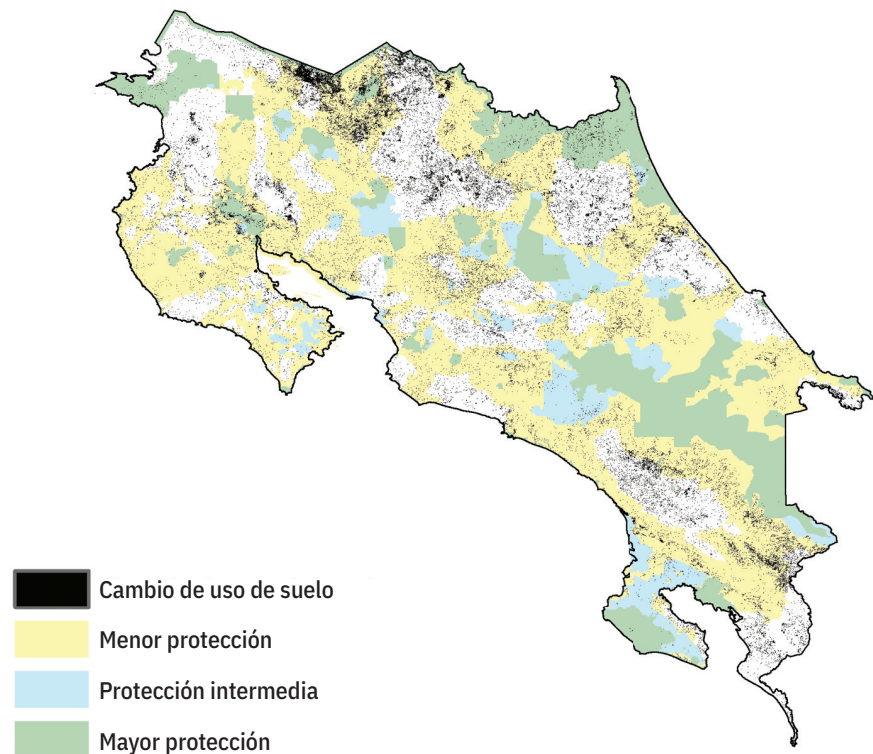 Cambio de uso de suelo
Menor protección
Protección intermedia
Mayor protección